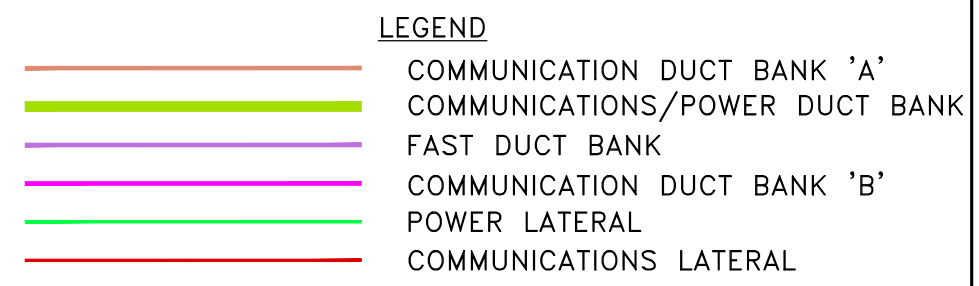 LEGEND
COMMUNICATION DUCT BANK 'A'
COMMUNICATIONS/POWER DUCT BANK
FAST DUCT BANK
COMMUNICATION DUCT BANK 'B'
POWER LATERAL
COMMUNICATIONS LATERAL